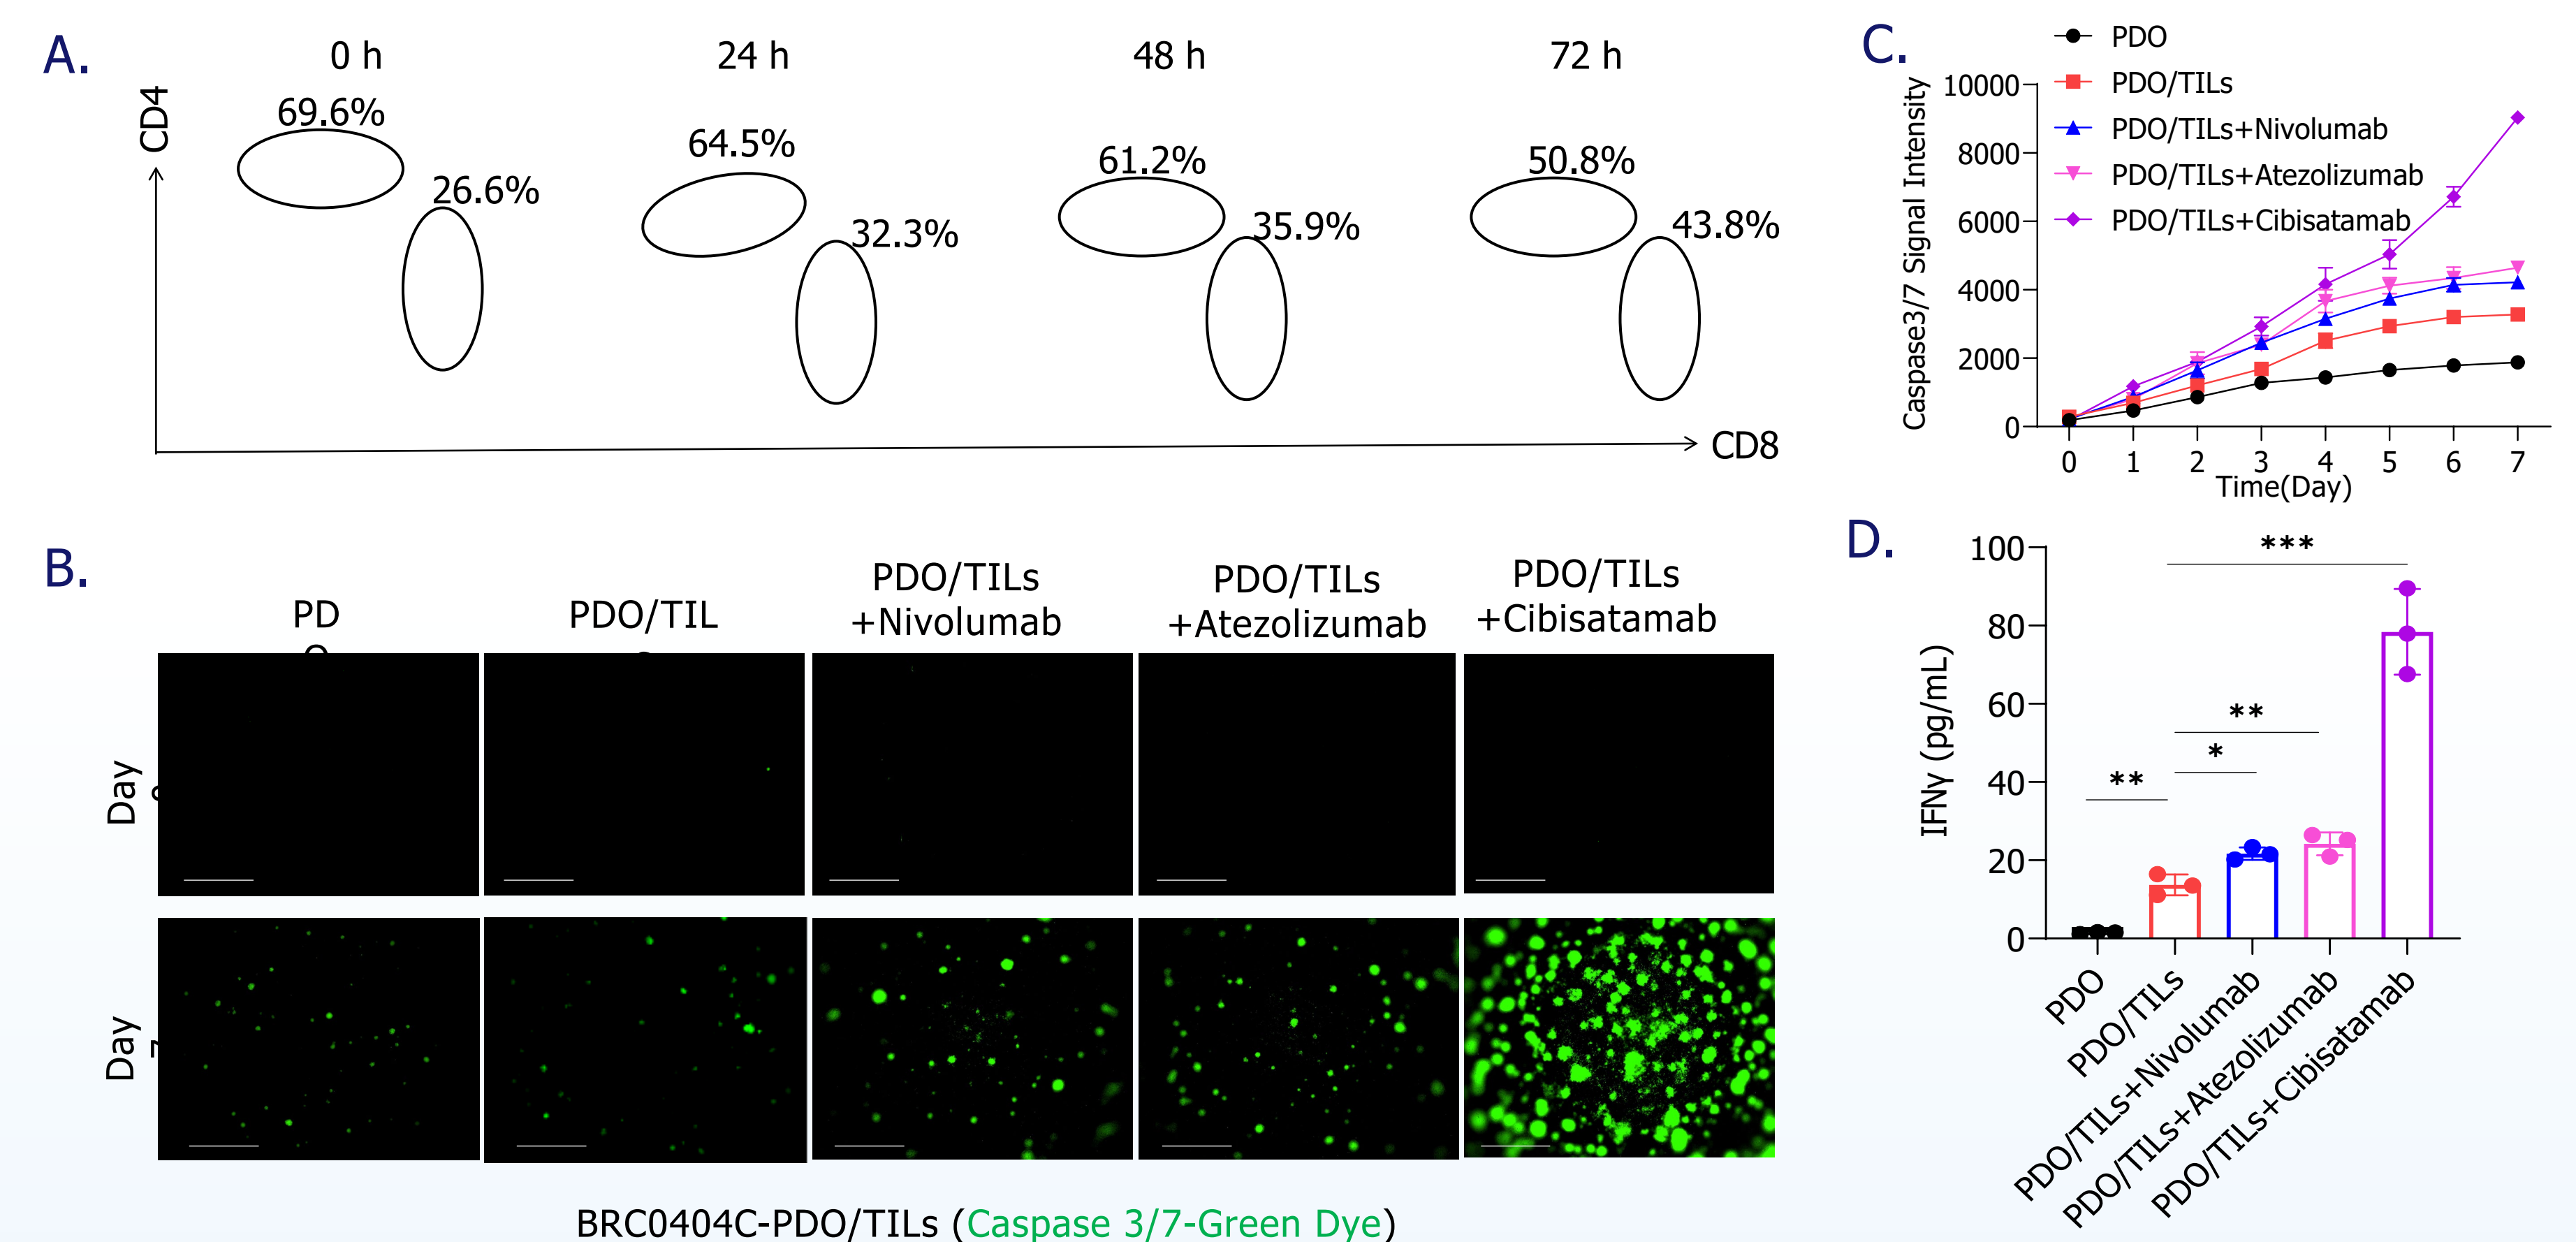 A.
0 h
24 h
48 h
72 h
CD4
69.6%
26.6%
64.5%
32.3%
61.2%
35.9%
50.8%
43.8%
CD8
B.
PD
PDO/TIL
PDO/TILs
+Nivolumab
PDO/TILs
+Atezolizumab
PDO/TILs
+Cibisatamab
Day
Day
BRC0404C-PDO/TILs (Caspase 3/7-Green Dye)
C.
PDO
PDO/TILs
PDO/TILs+Nivolumab
PDO/TILs+Atezolizumab
PDO/TILs+Cibisatamab
Caspase3/7 Signal Intensity
10000
8000
6000
4000
2000
0
0 1 2 3 4 5 6 7
Time(Day)
D.
IFNγ (pg/mL)
100
80
60
40
20
0
***
**
*
**
PDO
PDO/TILs
PDO/TILs+Nivolumab
PDO/TILs+Atezolizumab
PDO/TILs+Cibisatamab